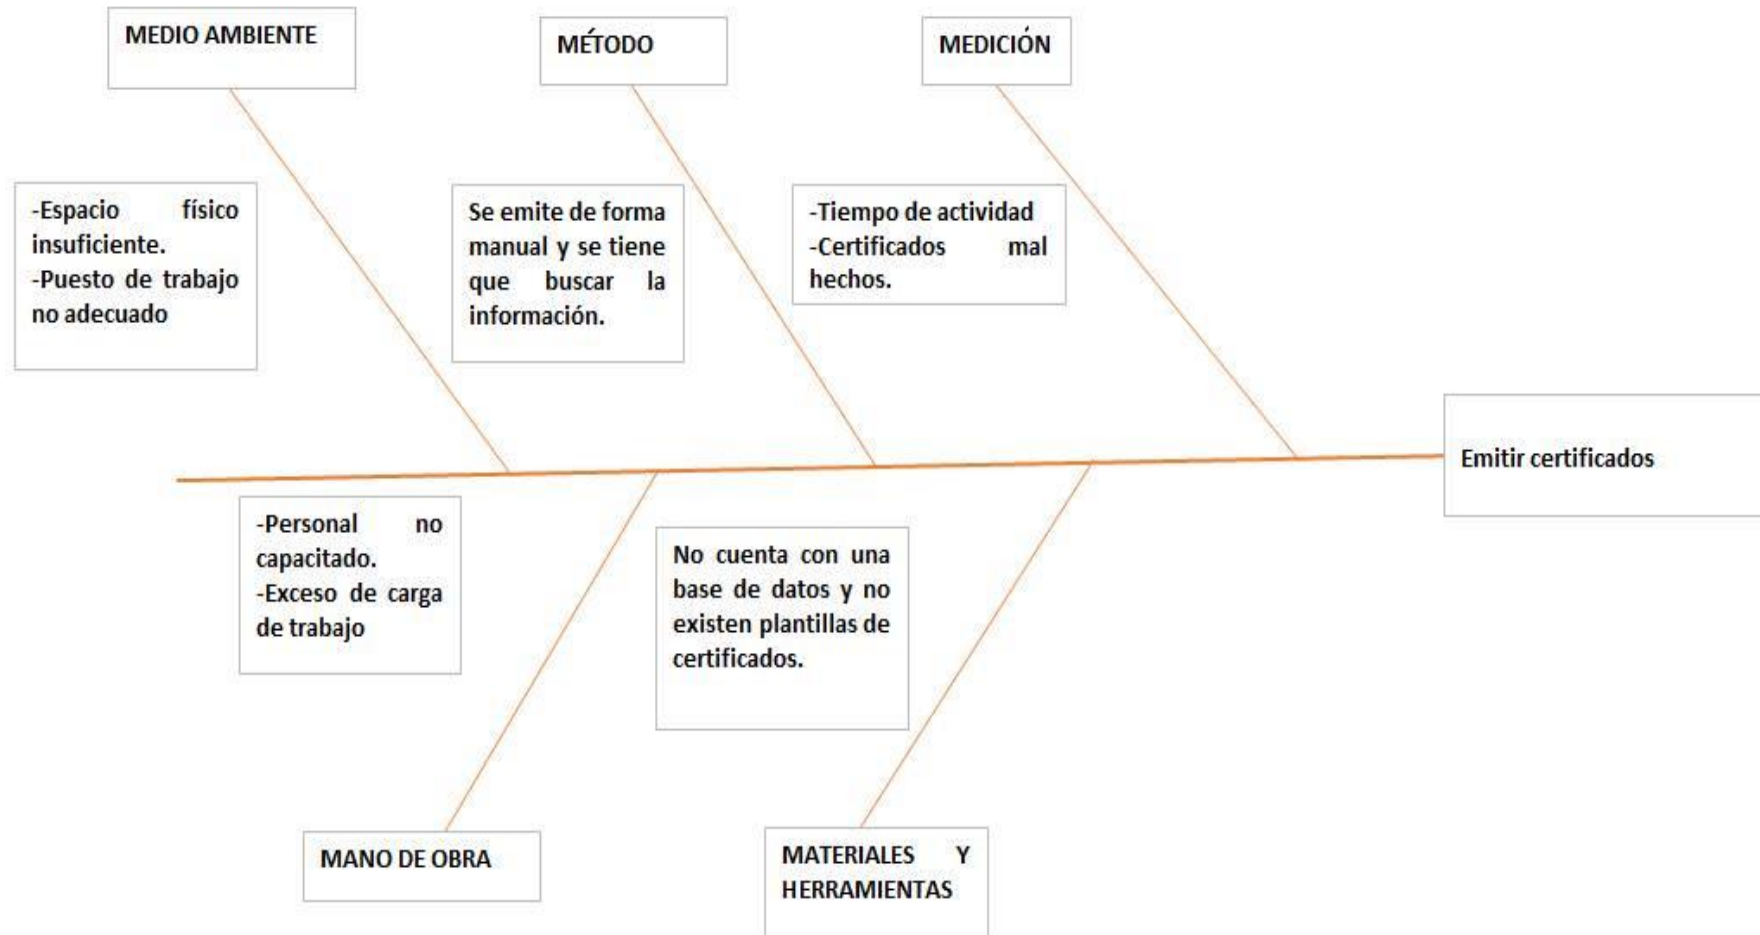 MEDIO AMBIENTE
MÉTODO
MEDICIÓN
-Espacio físico
insuficiente.
-Puesto de trabajo
no adecuado
Se emite de forma
manual y se tiene
que buscar la
información.
-Tiempo de actividad
-Certificados mal
hechos.
Emitir certificados
-Personal no
capacitado.
-Exceso de carga
de trabajo
No cuenta con una
base de datos y no
existen plantillas de
certificados.
MANO DE OBRA
MATERIALES Y
HERRAMIENTAS